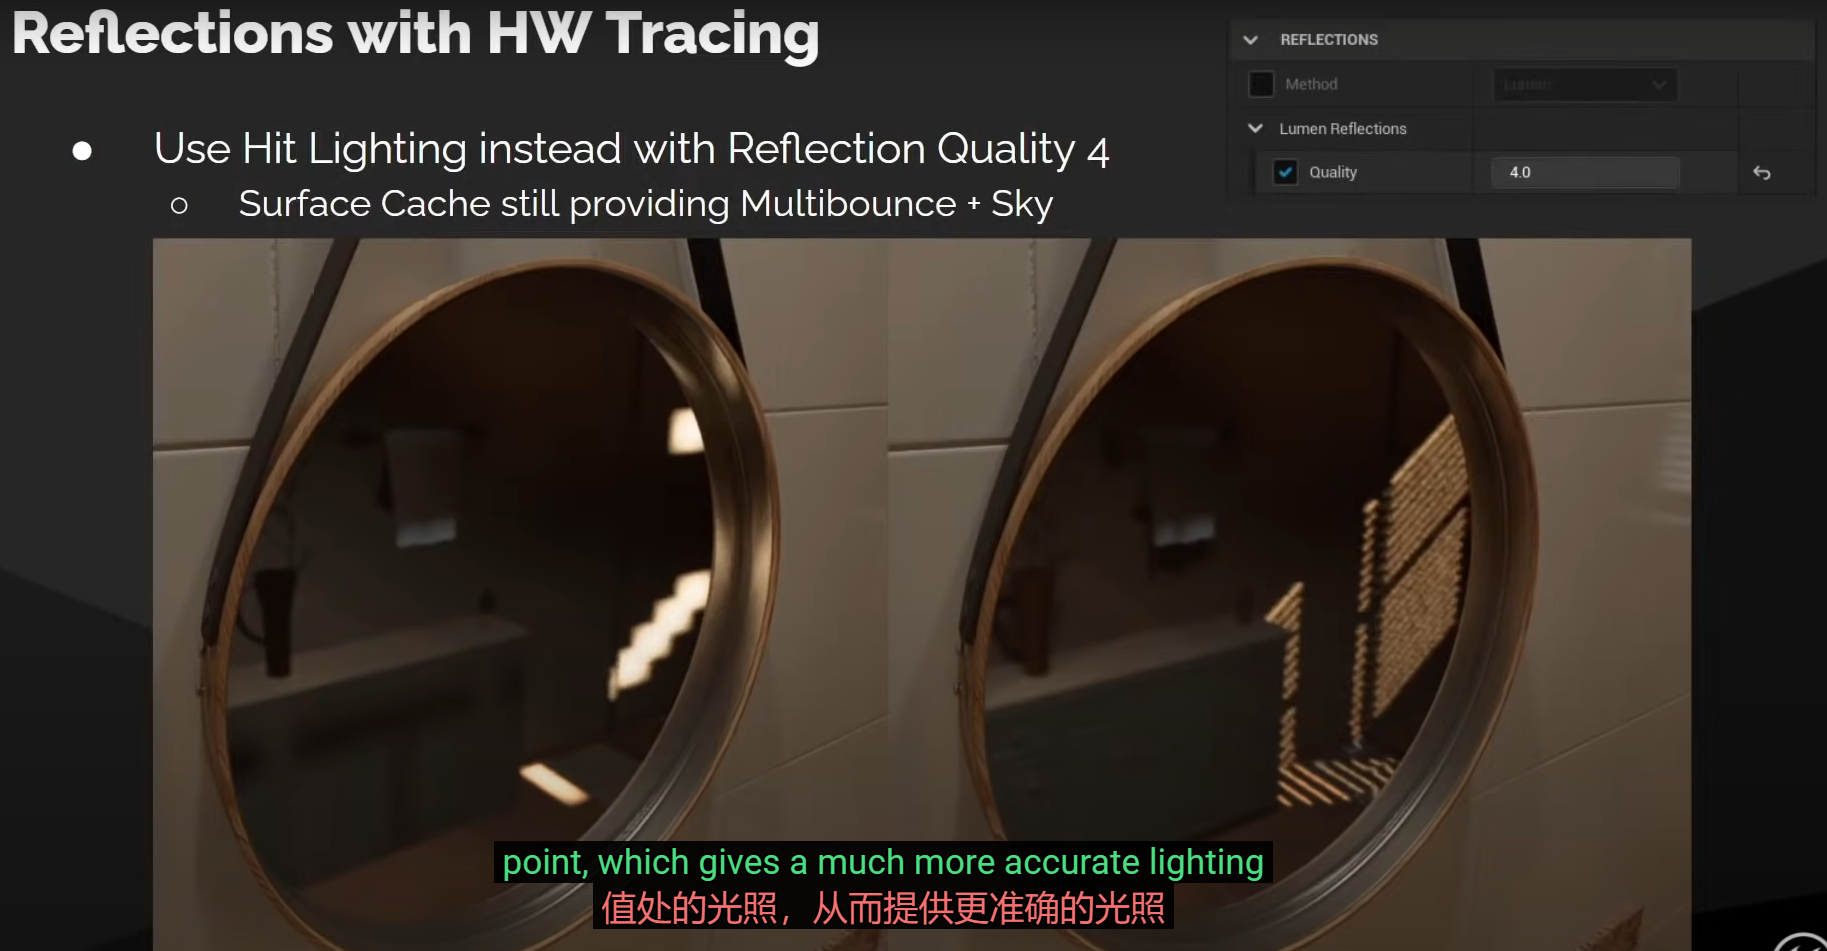 Reflections with HW Tracing
REFLECTIONS
Method
Lumen
Lumen Reflections
Quality 4.0
Use Hit Lighting instead with Reflection Quality 4
Surface Cache still providing Multibounce + Sky
point, which gives a much more accurate lighting
值处的光照，从而提供更准确的光照